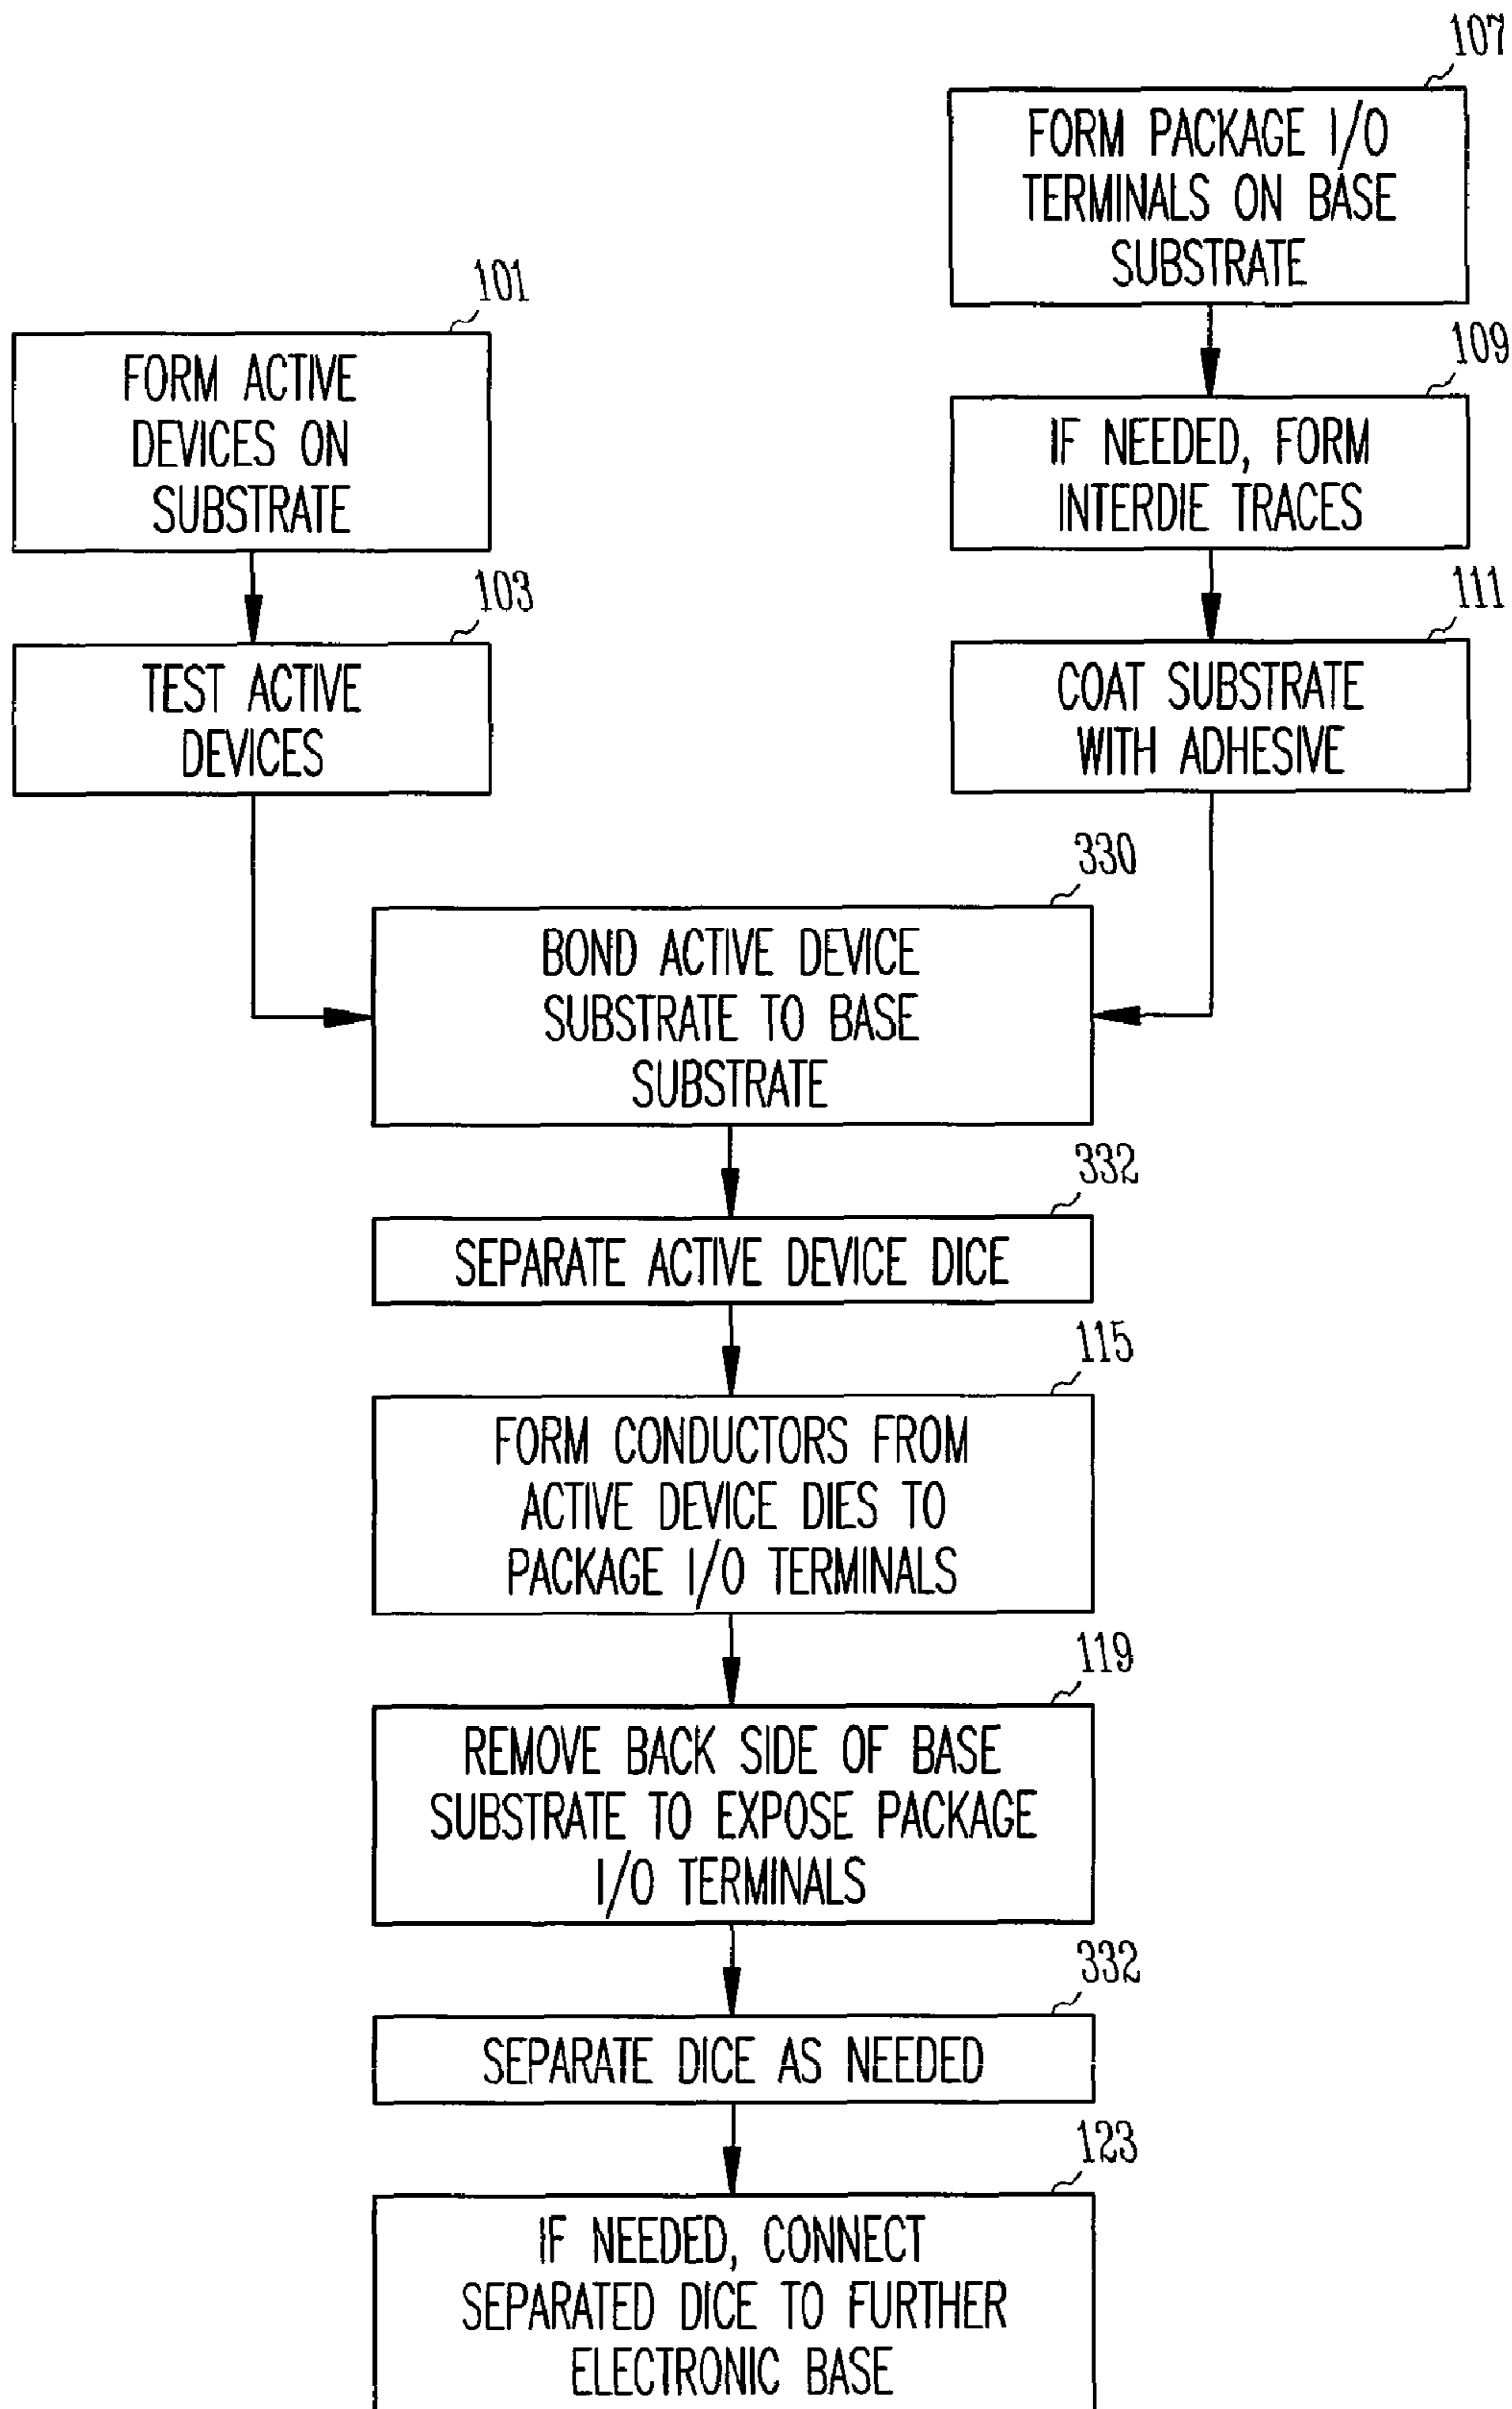 107
FORM PACKAGE I/O
TERMINALS ON BASE
SUBSTRATE
101
FORM ACTIVE
DEVICES ON
SUBSTRATE
109
IF NEEDED, FORM
INTERDIE TRACES
103
TEST ACTIVE
DEVICES
111
COAT SUBSTRATE
WITH ADHESIVE
330
BOND ACTIVE DEVICE
SUBSTRATE TO BASE
SUBSTRATE
332
SEPARATE ACTIVE DEVICE DICE
115
FORM CONDUCTORS FROM
ACTIVE DEVICE DIES TO
PACKAGE I/O TERMINALS
119
REMOVE BACK SIDE OF BASE
SUBSTRATE TO EXPOSE PACKAGE
I/O TERMINALS
332
SEPARATE DICE AS NEEDED
123
IF NEEDED, CONNECT
SEPARATED DICE TO FURTHER
ELECTRONIC BASE